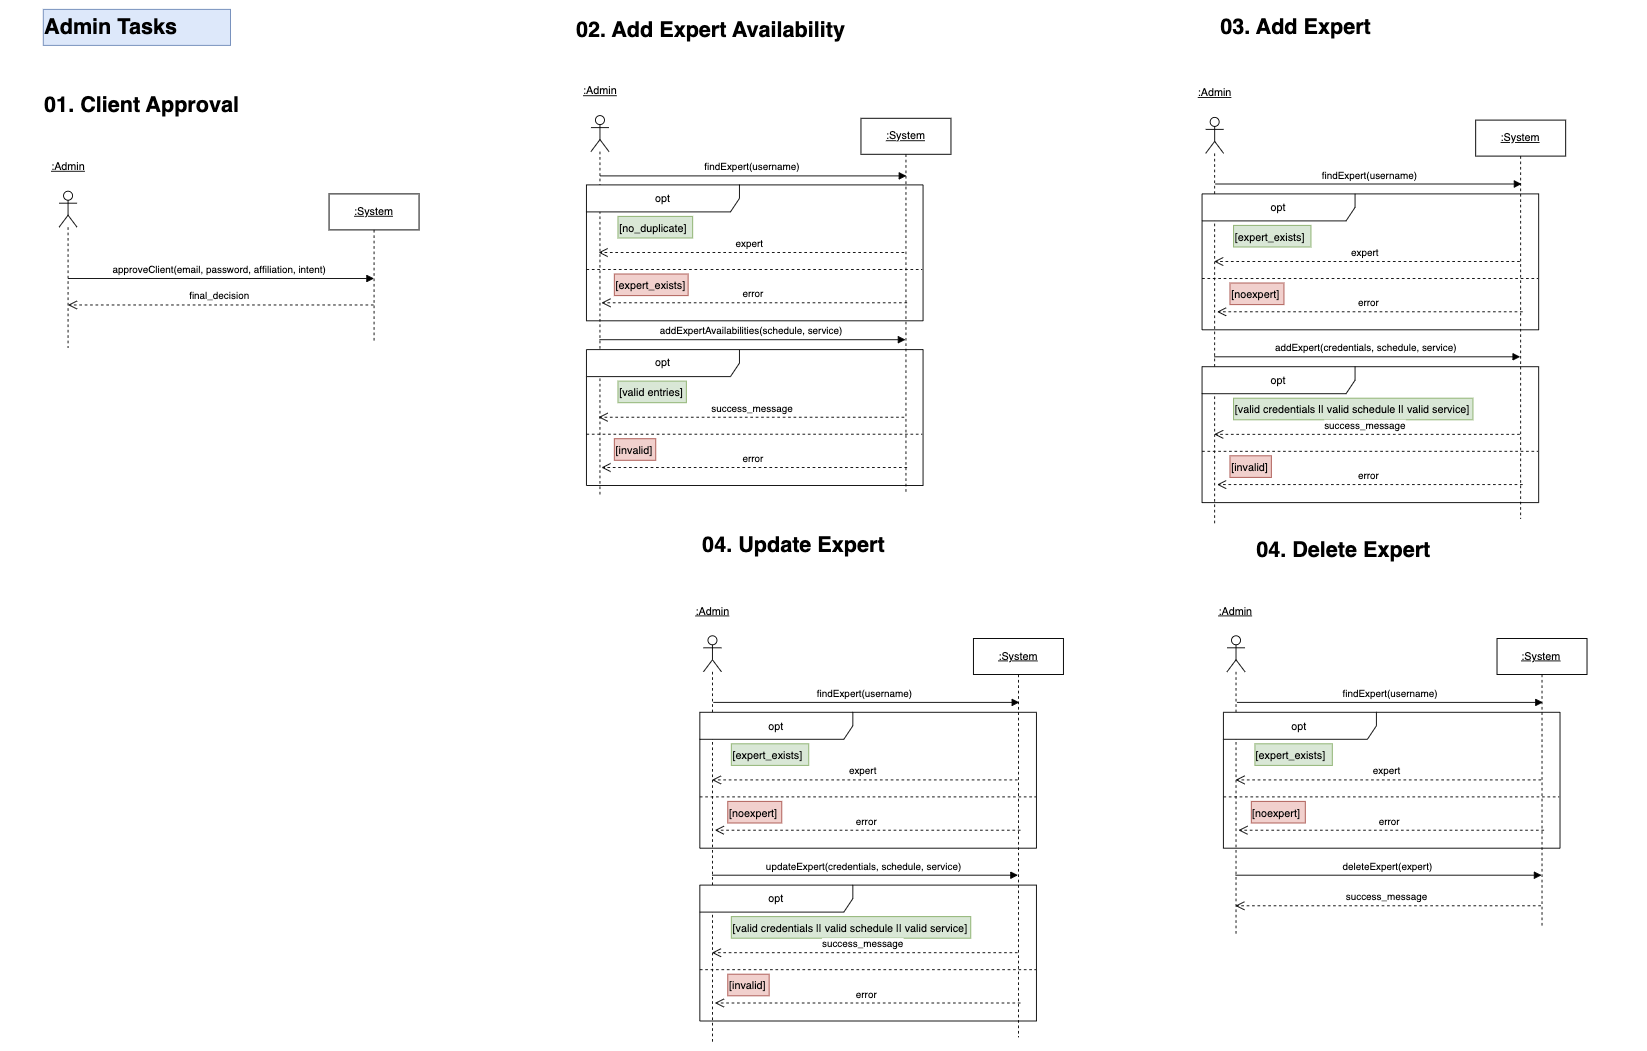 Admin Tasks
01. Client Approval
:Admin
:System
approveClient(email, password, affiliation, intent)
final_decision
02. Add Expert Availability
:Admin
:System
findExpert(username)
opt
[no_duplicate]
expert
[expert_exists]
error
addExpertAvailabilities(schedule, service)
opt
[valid entries]
success_message
[invalid]
error
03. Add Expert
:Admin
:System
findExpert(username)
opt
[expert_exists]
expert
[noexpert]
error
addExpert(credentials, schedule, service)
opt
[valid credentials || valid schedule || valid service]
success_message
[invalid]
error
04. Update Expert
:Admin
:System
findExpert(username)
opt
[expert_exists]
expert
[noexpert]
error
updateExpert(credentials, schedule, service)
opt
[valid credentials || valid schedule || valid service]
success_message
[invalid]
error
04. Delete Expert
:Admin
:System
findExpert(username)
opt
[expert_exists]
expert
[noexpert]
error
deleteExpert(expert)
success_message